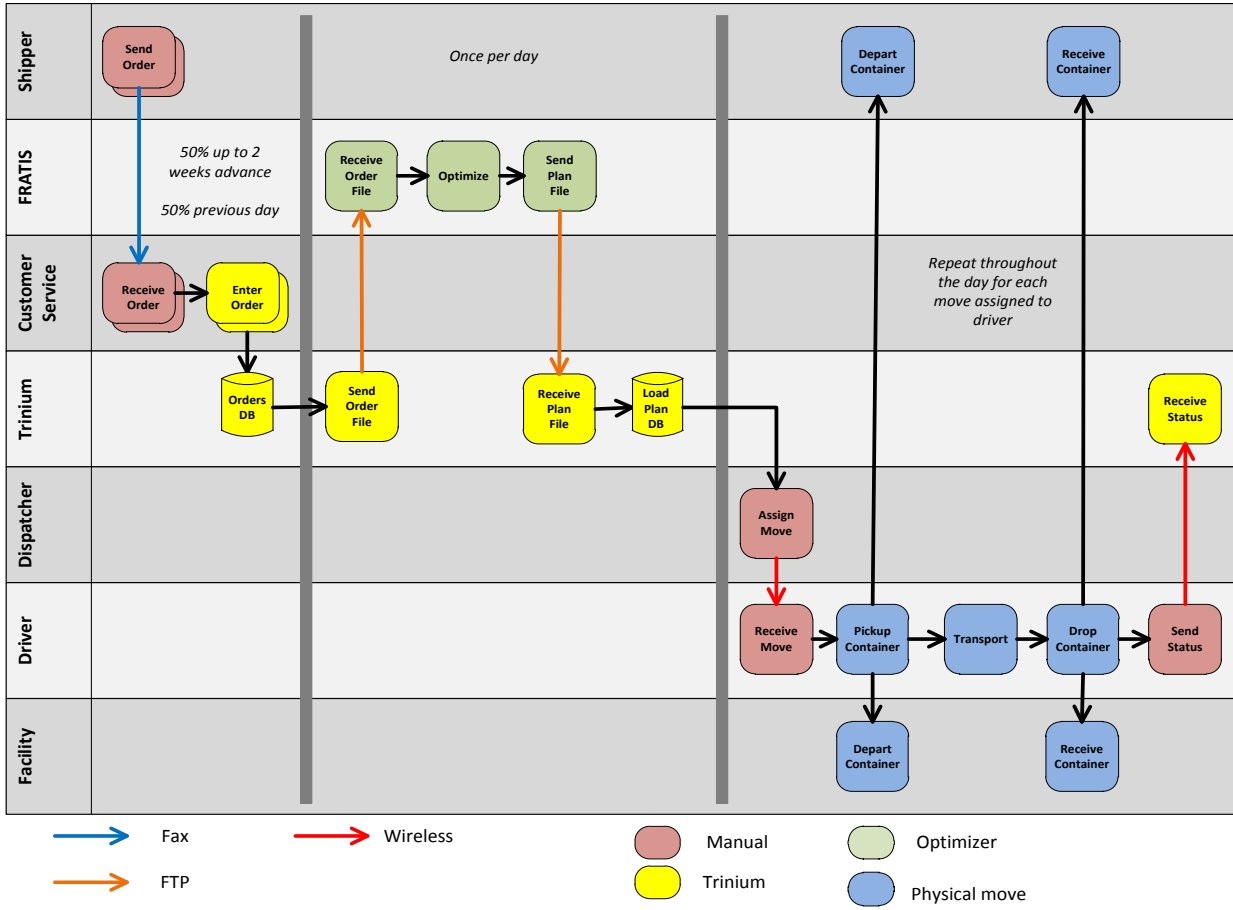 Shipper
Send
Order
Once per day
Depart
Container
Receive
Container
FRATIS
50% up to 2
weeks advance
50% previous day
Receive
Order
File
Optimize
Send
Plan
File
Customer
Service
Receive
Order
Enter
Order
Repeat throughout
the day for each
move assigned to
driver
Trinium
Orders
DB
Send
Order
File
Receive
Plan
File
Load
Plan
DB
Receive
Status
Dispatcher
Assign
Move
Driver
Receive
Move
Pickup
Container
Transport
Drop
Container
Send
Status
Facility
Depart
Container
Receive
Container
Fax
Wireless
Manual
Optimizer
FTP
Trinium
Physical move